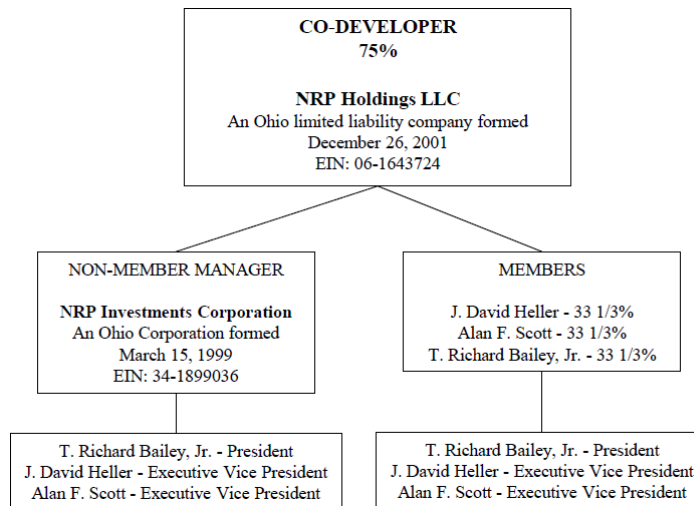 CO-DEVELOPER
75%
NRP Holdings LLC
An Ohio limited liability company formed
December 26, 2001
EIN: 06-1643724
NON-MEMBER MANAGER
NRP Investments Corporation
An Ohio Corporation formed
March 15, 1999
EIN: 34-1899036
MEMBERS
J. David Heller - 33 1/3%
Alan F. Scott - 33 1/3%
T. Richard Bailey, Jr. - 33 1/3%
T. Richard Bailey, Jr. - President
J. David Heller - Executive Vice President
Alan F. Scott - Executive Vice President
T. Richard Bailey, Jr. - President
J. David Heller - Executive Vice President
Alan F. Scott - Executive Vice President